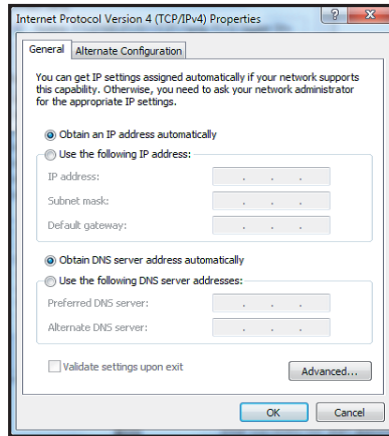 Internet Protocol Version 4 (TCP/IPv4) Properties
General
Alternate Configuration
You can get IP settings assigned automatically if your network supports
this capability. Otherwise, you need to ask your network administrator
for the appropriate IP settings.
Obtain an IP address automatically
Use the following IP address:
IP address:
Subnet mask:
Default gateway:
Obtain DNS server address automatically
Use the following DNS server addresses:
Preferred DNS server:
Alternate DNS server:
Validate settings upon exit
Advanced...
OK
Cancel